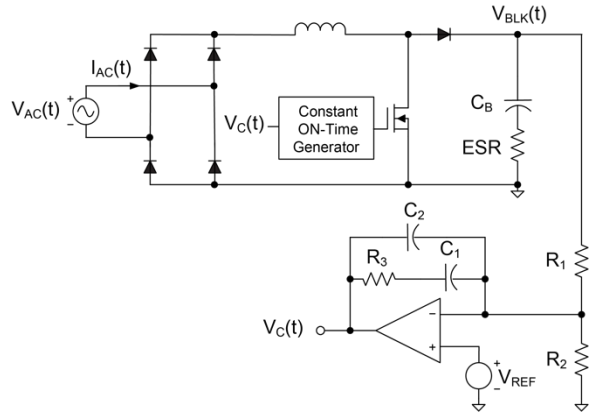 V_BLK(t)
I_AC(t)
V_AC(t)
+
−
V_C(t)
Constant
ON-Time
Generator
C_B
ESR
C_2
R_3
C_1
R_1
V_C(t)
−
+
+
−
V_REF
R_2